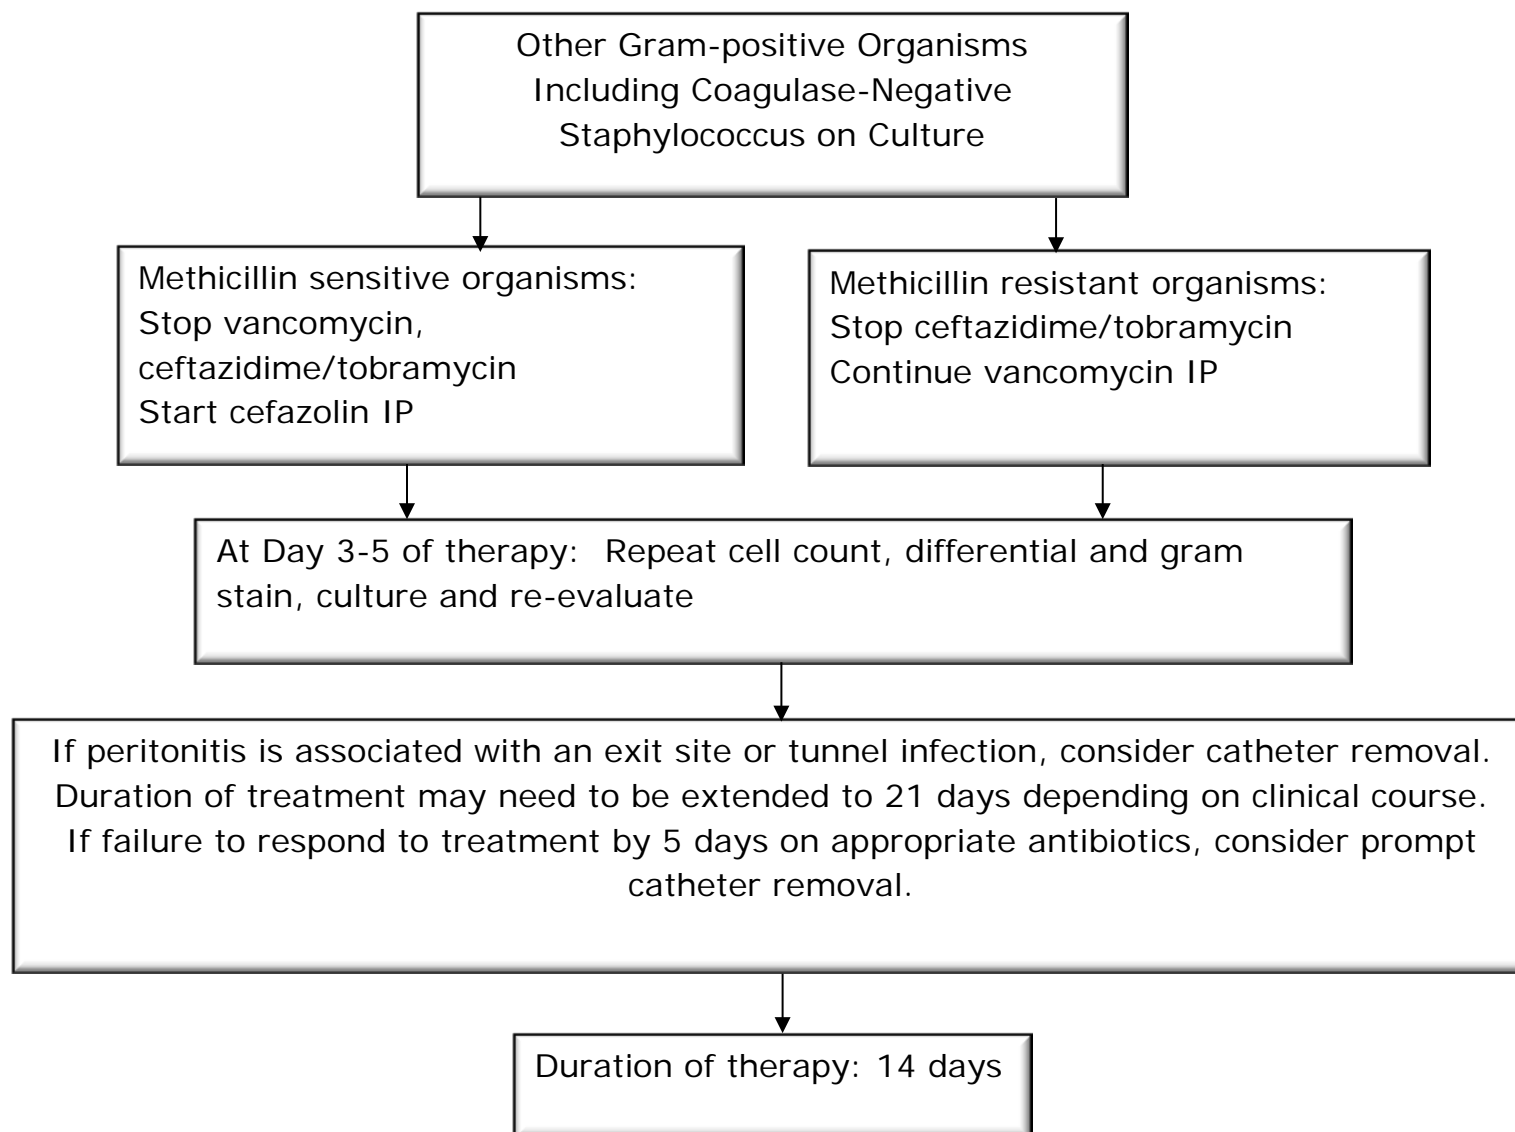 Other Gram-positive Organisms
Including Coagulase-Negative
Staphylococcus on Culture
Methicillin sensitive organisms:
Stop vancomycin,
ceftazidime/tobramycin
Start cefazolin IP
Methicillin resistant organisms:
Stop ceftazidime/tobramycin
Continue vancomycin IP
At Day 3-5 of therapy:  Repeat cell count, differential and gram
stain, culture and re-evaluate
If peritonitis is associated with an exit site or tunnel infection, consider catheter removal.
Duration of treatment may need to be extended to 21 days depending on clinical course.
If failure to respond to treatment by 5 days on appropriate antibiotics, consider prompt
catheter removal.
Duration of therapy: 14 days